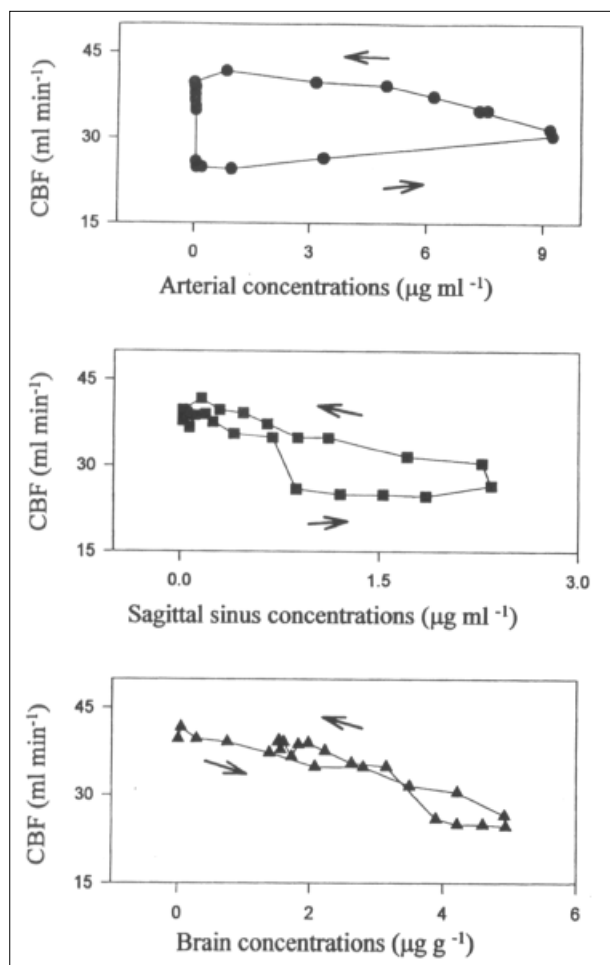 45
30
15
CBF (ml min⁻¹)
0 3 6 9
Arterial concentrations (µg ml ⁻¹)
45
30
15
CBF (ml min⁻¹)
0.0 1.5 3.0
Sagittal sinus concentrations (µg ml ⁻¹)
45
30
15
CBF (ml min⁻¹)
0 2 4 6
Brain concentrations (µg g⁻¹)